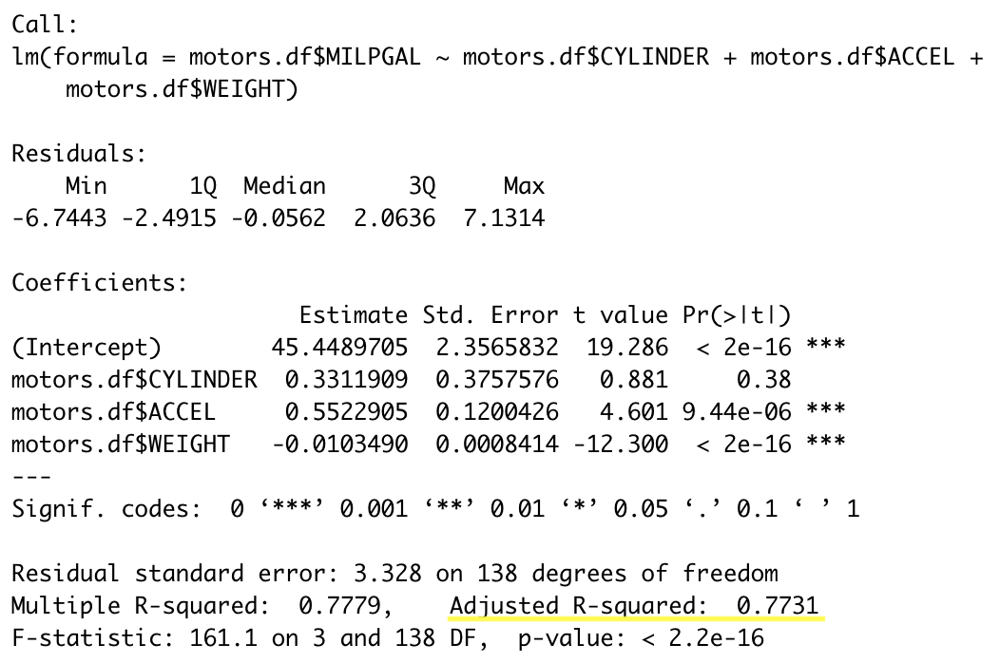 Call:
lm(formula = motors.df$MILPGAL ~ motors.df$CYLINDER + motors.df$ACCEL +
    motors.df$WEIGHT)

Residuals:
    Min      1Q  Median      3Q     Max
-6.7443 -2.4915 -0.0562  2.0636  7.1314

Coefficients:
                     Estimate Std. Error t value Pr(>|t|)
(Intercept)        45.4489705  2.3565832  19.286  < 2e-16 ***
motors.df$CYLINDER  0.3311909  0.3757576   0.881     0.38
motors.df$ACCEL     0.5522905  0.1200426   4.601 9.44e-06 ***
motors.df$WEIGHT   -0.0103490  0.0008414 -12.300  < 2e-16 ***
---
Signif. codes:  0 ‘***’ 0.001 ‘**’ 0.01 ‘*’ 0.05 ‘.’ 0.1 ‘ ’ 1

Residual standard error: 3.328 on 138 degrees of freedom
Multiple R-squared:  0.7779,    Adjusted R-squared:  0.7731
F-statistic: 161.1 on 3 and 138 DF,  p-value: < 2.2e-16